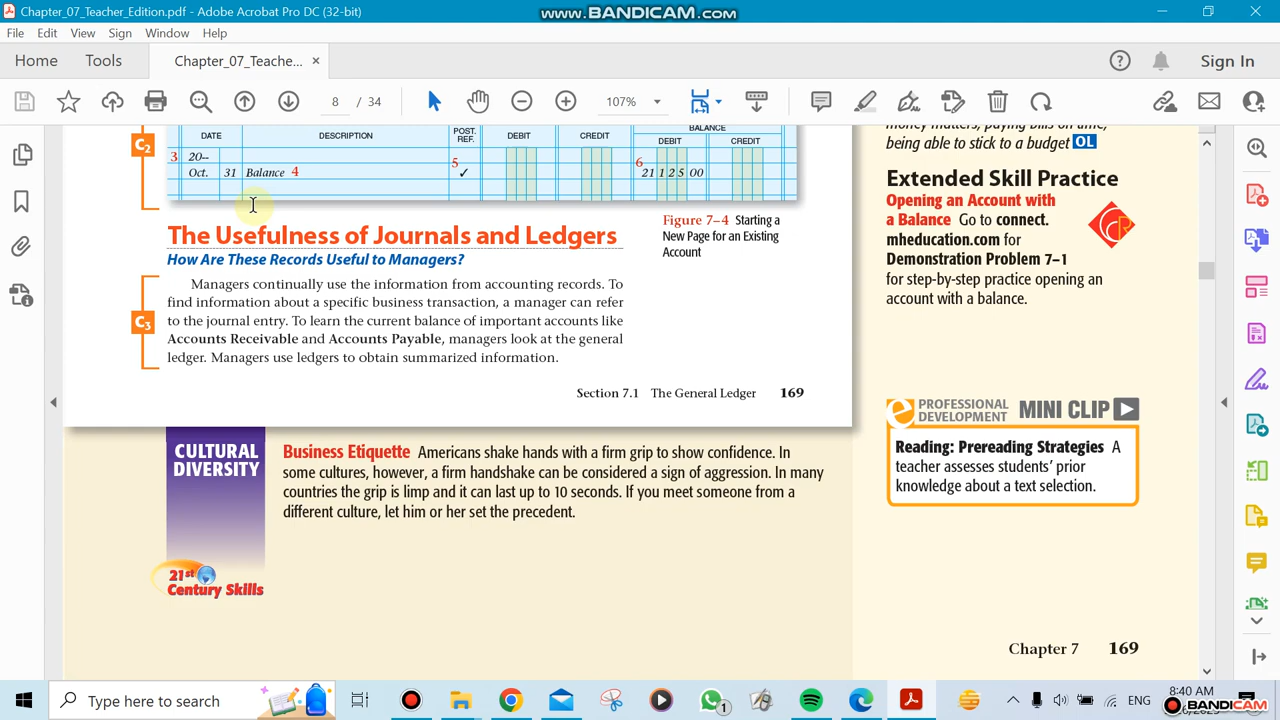 Chapter_07_Teacher_Edition.pdf - Adobe Acrobat Pro DC (32-bit)
www.BANDICAM.com
File Edit View Sign Window Help
Home Tools Chapter_07_Teache... × Sign In
8 / 34 107%
C2
DATE DESCRIPTION POST. REF. DEBIT CREDIT BALANCE
DEBIT CREDIT
3 20--
Oct. 31 Balance 4 5 ✓ 6 21 1 2 5 00
Figure 7–4 Starting a
New Page for an Existing
Account
The Usefulness of Journals and Ledgers
How Are These Records Useful to Managers?
C3
Managers continually use the information from accounting records. To
find information about a specific business transaction, a manager can refer
to the journal entry. To learn the current balance of important accounts like
Accounts Receivable and Accounts Payable, managers look at the general
ledger. Managers use ledgers to obtain summarized information.
Section 7.1 The General Ledger 169
money matters, paying bills on time,
being able to stick to a budget OL
Extended Skill Practice
Opening an Account with
a Balance Go to connect.
mheducation.com for
Demonstration Problem 7–1
for step-by-step practice opening an
account with a balance.
CR
CULTURAL
DIVERSITY
Business Etiquette Americans shake hands with a firm grip to show confidence. In
some cultures, however, a firm handshake can be considered a sign of aggression. In many
countries the grip is limp and it can last up to 10 seconds. If you meet someone from a
different culture, let him or her set the precedent.
21st
Century Skills
e PROFESSIONAL
DEVELOPMENT MINI CLIP
Reading: Prereading Strategies A
teacher assesses students' prior
knowledge about a text selection.
Chapter 7 169
Type here to search
1
ENG
8:40 AM
BANDICAM